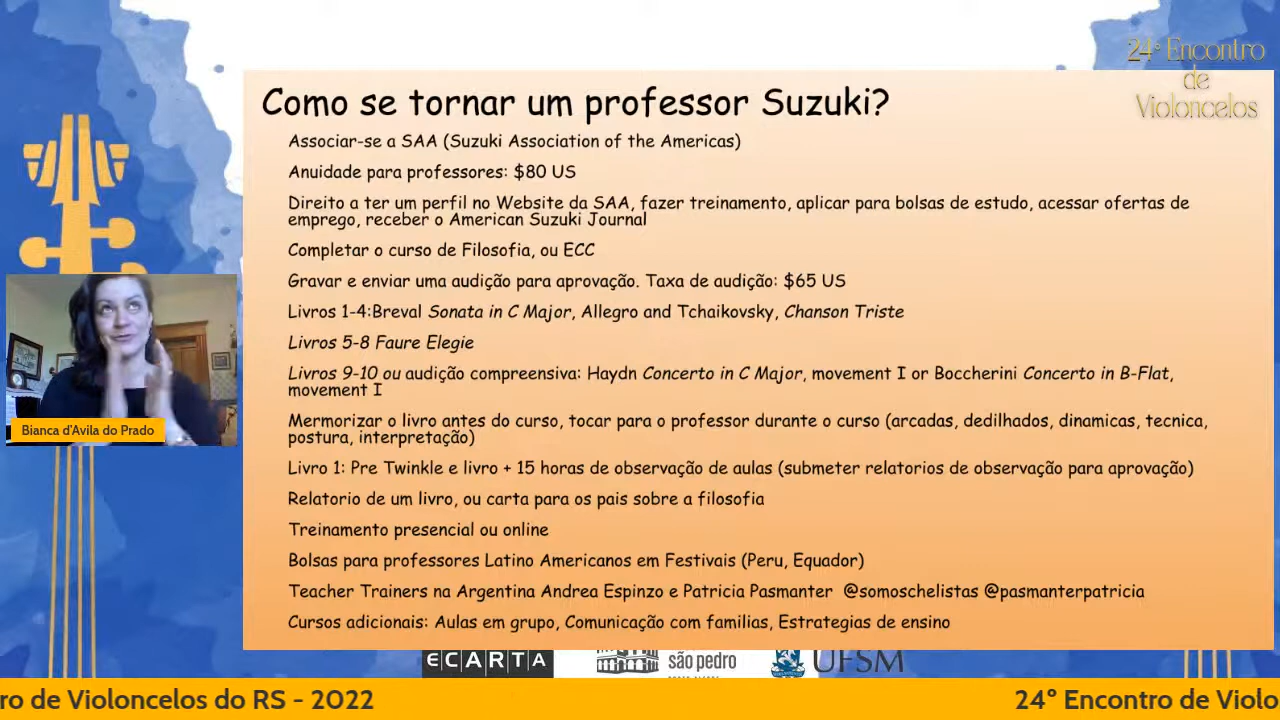 24º Encontro
de
Violoncelos
Como se tornar um professor Suzuki?
Associar-se a SAA (Suzuki Association of the Americas)
Anuidade para professores: $80 US
Direito a ter um perfil no Website da SAA, fazer treinamento, aplicar para bolsas de estudo, acessar ofertas de
emprego, receber o American Suzuki Journal
Completar o curso de Filosofia, ou ECC
Gravar e enviar uma audição para aprovação. Taxa de audição: $65 US
Livros 1-4:Breval Sonata in C Major, Allegro and Tchaikovsky, Chanson Triste
Livros 5-8 Faure Elegie
Livros 9-10 ou audição compreensiva: Haydn Concerto in C Major, movement I or Boccherini Concerto in B-Flat,
movement I
Mermorizar o livro antes do curso, tocar para o professor durante o curso (arcadas, dedilhados, dinamicas, tecnica,
postura, interpretação)
Livro 1: Pre Twinkle e livro + 15 horas de observação de aulas (submeter relatorios de observação para aprovação)
Relatorio de um livro, ou carta para os pais sobre a filosofia
Treinamento presencial ou online
Bolsas para professores Latino Americanos em Festivais (Peru, Equador)
Teacher Trainers na Argentina Andrea Espinzo e Patricia Pasmanter @somoschelistas @pasmanterpatricia
Cursos adicionais: Aulas em grupo, Comunicação com familias, Estrategias de ensino
Bianca d'Avila do Prado
ECARTA
são pedro
UFSM
ro de Violoncelos do RS - 2022
24º Encontro de Violo